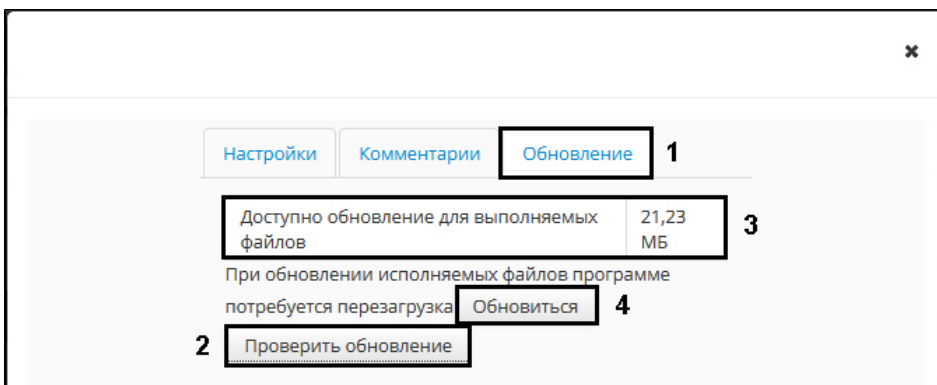 ✖
Настройки Комментарии Обновление 1
Доступно обновление для выполняемых 21,23
файлов МБ 3
При обновлении исполняемых файлов программе
потребуется перезагрузка Обновиться 4
2 Проверить обновление